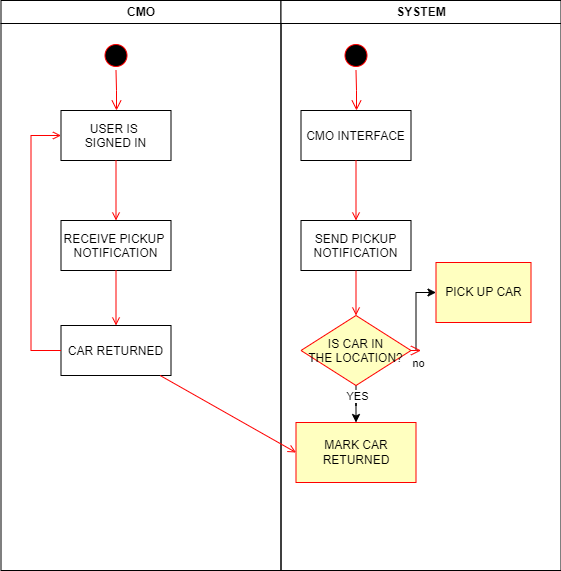 CMO
SYSTEM
USER IS
SIGNED IN
RECEIVE PICKUP
NOTIFICATION
CAR RETURNED
CMO INTERFACE
SEND PICKUP
NOTIFICATION
PICK UP CAR
IS CAR IN
THE LOCATION?
no
YES
MARK CAR
RETURNED